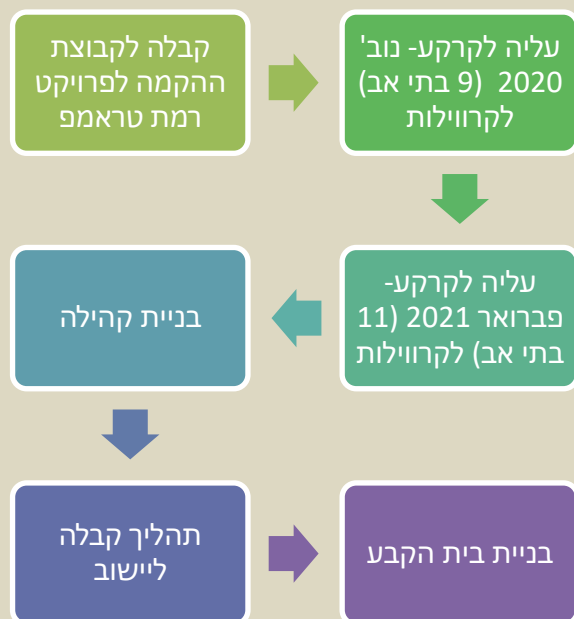 קבלה לקבוצת
ההקמה לפרויקט
רמת טראמפ
עליה לקרקע- נוב'
2020 (9 בתי אב)
לקרווילות
עליה לקרקע-
פברואר 2021 (11
בתי אב) לקרווילות
בניית קהילה
תהליך קבלה
ליישוב
בניית בית הקבע